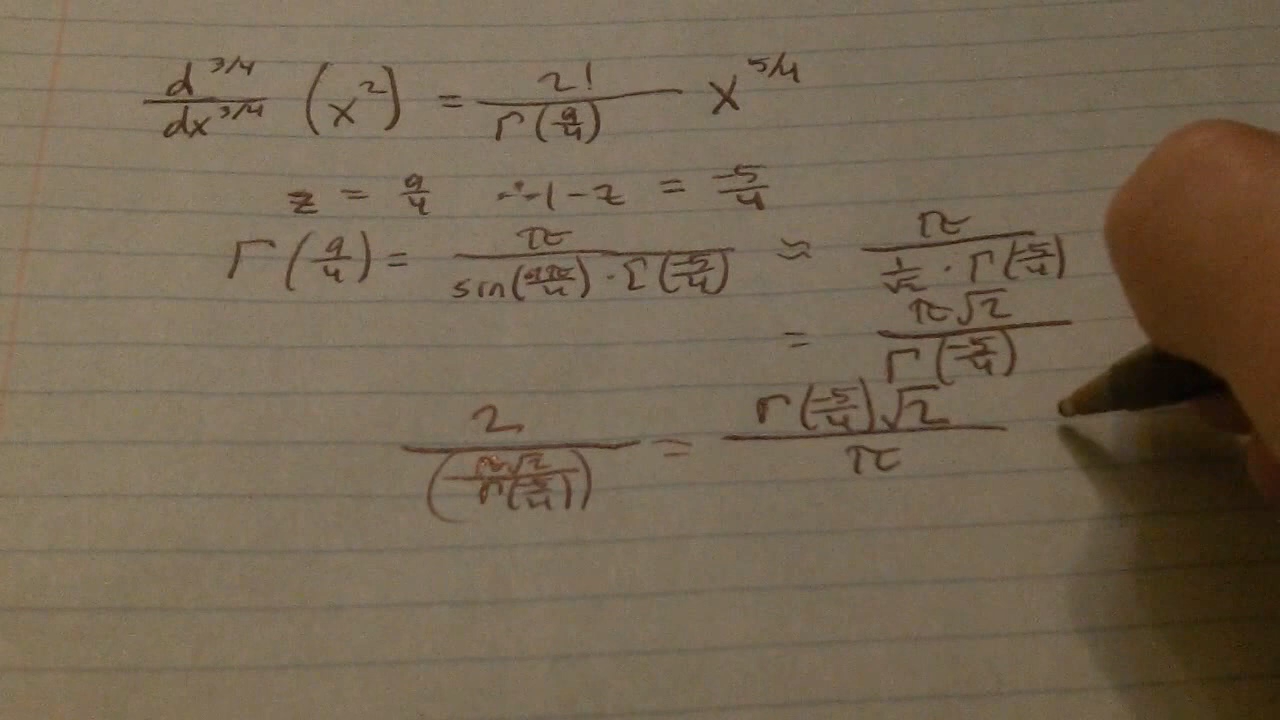 d^3/4/dx^3/4 (x^2) = 2!/Γ(9/4) x^5/4
z = 9/4 ∴ 1-z = -5/4
Γ(9/4) = π/(sin(9π/4)·Γ(-5/4)) ≈ π/(1/√2·Γ(-5/4))
= π√2/Γ(-5/4)
2/(π√2/Γ(-5/4)) = Γ(-5/4)√2/π